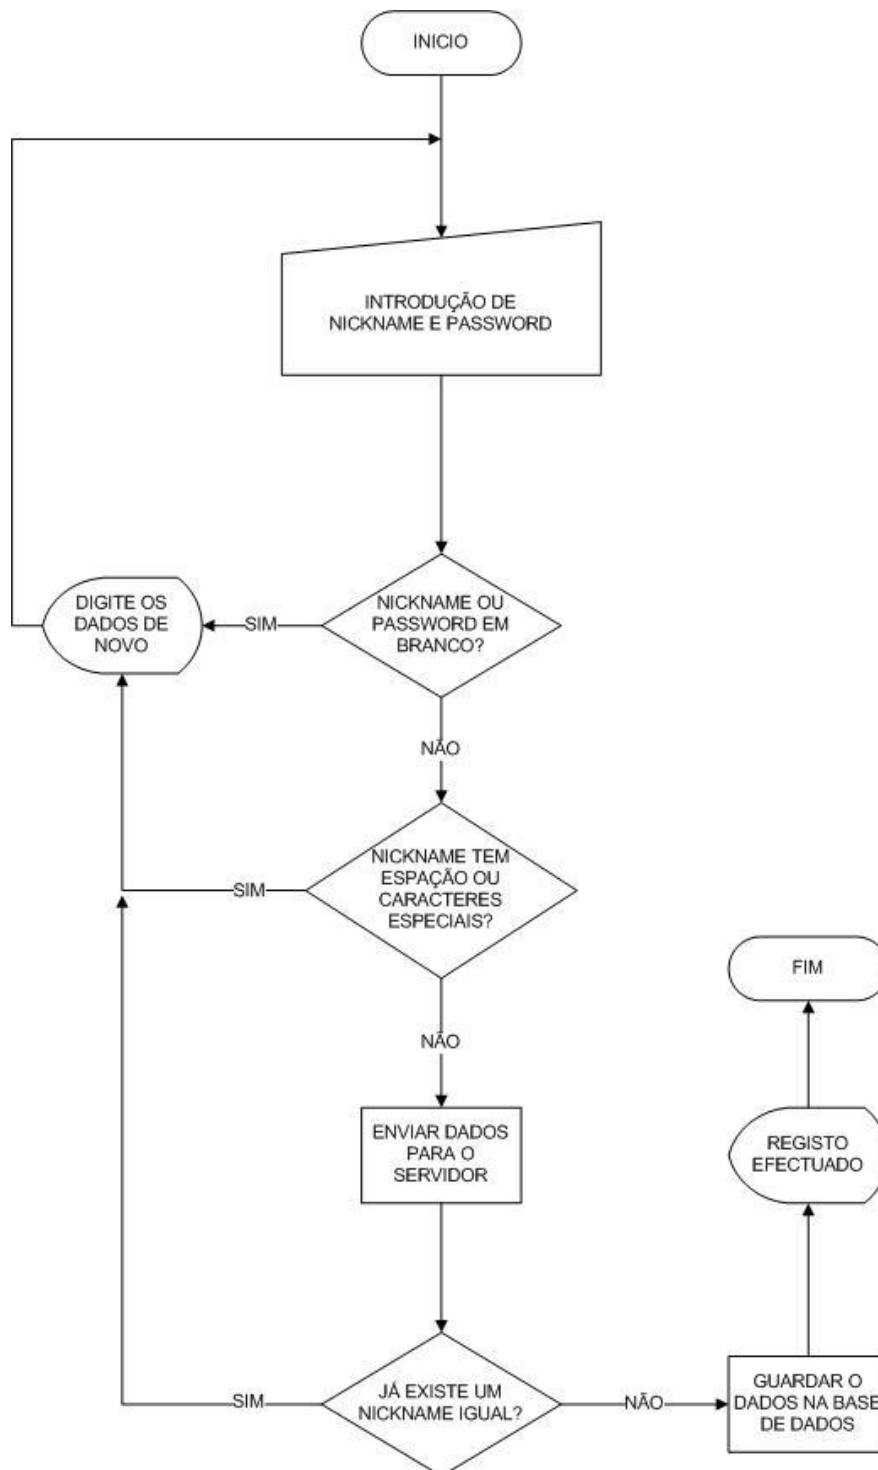 INICIO
INTRODUÇÃO DE
NICKNAME E PASSWORD
DIGITE OS
DADOS DE
NOVO
SIM
NICKNAME OU
PASSWORD EM
BRANCO?
NÃO
NICKNAME TEM
ESPAÇÃO OU
CARACTERES
ESPECIAIS?
SIM
NÃO
ENVIAR DADOS
PARA O
SERVIDOR
JÁ EXISTE UM
NICKNAME IGUAL?
SIM
NÃO
GUARDAR O
DADOS NA BASE
DE DADOS
REGISTO
EFECTUADO
FIM